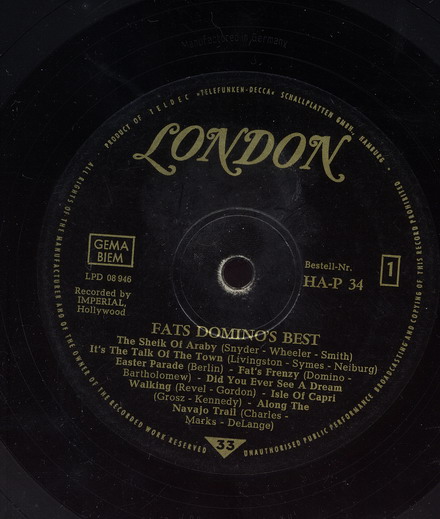 Manufactured in Germany
PRODUCT OF TELDEC »TELEFUNKEN-DECCA« SCHALLPLATTEN GMBH., HAMBURG
ALL RIGHTS OF THE MANUFACTURER AND OF THE OWNER OF THE RECORDED WORK RESERVED
UNAUTHORISED PUBLIC PERFORMANCE BROADCASTING AND COPYING OF THIS RECORD PROHIBITED
LONDON
GEMA
BIEM
LPD 08 946
Recorded by
IMPERIAL,
Hollywood
Bestell-Nr.
HA-P 34
1
FATS DOMINO'S BEST
The Sheik Of Araby (Snyder - Wheeler - Smith)
It's The Talk Of The Town (Livingston - Symes - Neiburg)
Easter Parade (Berlin) - Fat's Frenzy (Domino -
Bartholomew) - Did You Ever See A Dream
Walking (Revel - Gordon) - Isle Of Capri
(Grosz - Kennedy) - Along The
Navajo Trail (Charles -
Marks - DeLange)
33